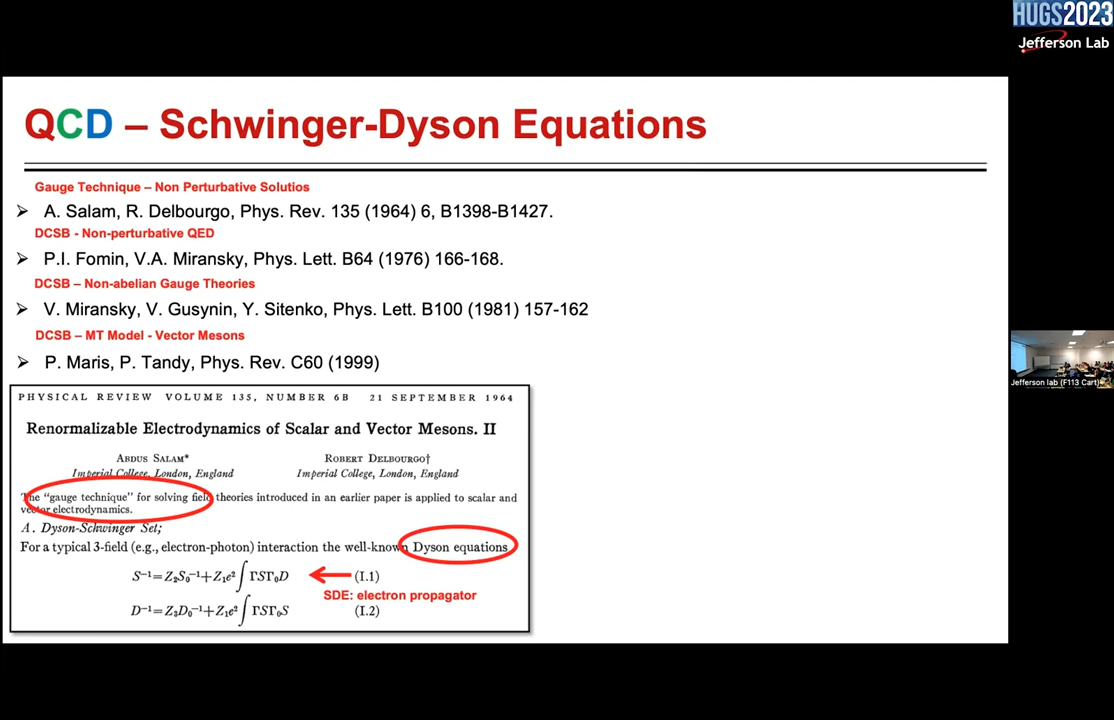 HUGS2023
Jefferson Lab
QCD – Schwinger-Dyson Equations
Gauge Technique – Non Perturbative Solutios
➢ A. Salam, R. Delbourgo, Phys. Rev. 135 (1964) 6, B1398-B1427.
DCSB - Non-perturbative QED
➢ P.I. Fomin, V.A. Miransky, Phys. Lett. B64 (1976) 166-168.
DCSB – Non-abelian Gauge Theories
➢ V. Miransky, V. Gusynin, Y. Sitenko, Phys. Lett. B100 (1981) 157-162
DCSB – MT Model - Vector Mesons
➢ P. Maris, P. Tandy, Phys. Rev. C60 (1999)
PHYSICAL REVIEW VOLUME 135, NUMBER 6B 21 SEPTEMBER 1964
Renormalizable Electrodynamics of Scalar and Vector Mesons. II
ABDUS SALAM* ROBERT DELBOURGO†
Imperial College, London, England Imperial College, London, England
The "gauge technique" for solving field theories introduced in an earlier paper is applied to scalar and
vector electrodynamics.
A. Dyson-Schwinger Set;
For a typical 3-field (e.g., electron-photon) interaction the well-known Dyson equations
S⁻¹=Z₂S₀⁻¹+Z₁e²∫ΓSΓ₀D (I.1)
SDE: electron propagator
D⁻¹=Z₃D₀⁻¹+Z₁e²∫ΓSΓ₀S (I.2)
Jefferson lab (F113 Cart)